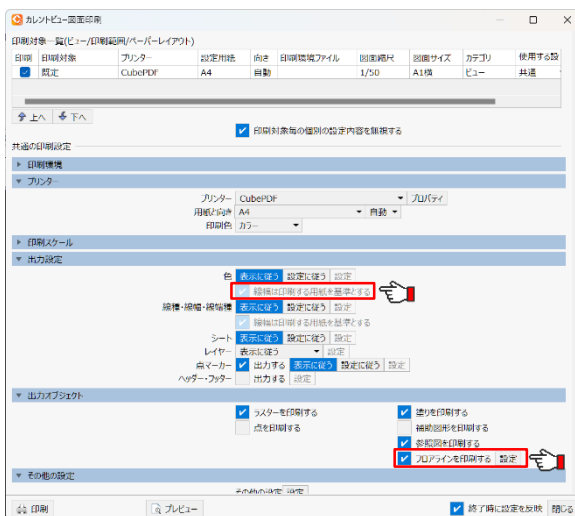 カレントビュー図面印刷
印刷対象一覧(ビュー/印刷範囲/ペーパーレイアウト)
印刷 印刷対象 プリンター 設定用紙 向き 印刷環境ファイル 図面縮尺 図面サイズ カテゴリ 使用する設
既定 CubePDF A4 自動 1/50 A1横 ビュー 共通
上へ 下へ
印刷対象毎の個別の設定内容を無視する
共通の印刷設定
印刷環境
プリンター
プリンター CubePDF プロパティ
用紙と向き A4 自動
印刷色 カラー
印刷スケール
出力設定
色 表示に従う 設定に従う 設定
線幅は印刷する用紙を基準とする
線種・線幅・線端種 表示に従う 設定に従う 設定
線幅は印刷する用紙を基準とする
シート 表示に従う 設定に従う 設定
レイヤー 表示に従う 設定
点マーカー 出力する 表示に従う 設定に従う 設定
ヘッダー・フッター 出力する 設定
出力オブジェクト
ラスターを印刷する 塗りを印刷する
点を印刷する 補助図形を印刷する
参照図を印刷する
フロアラインを印刷する 設定
その他の設定
その他の設定 設定
印刷 プレビュー 終了時に設定を反映 閉じる